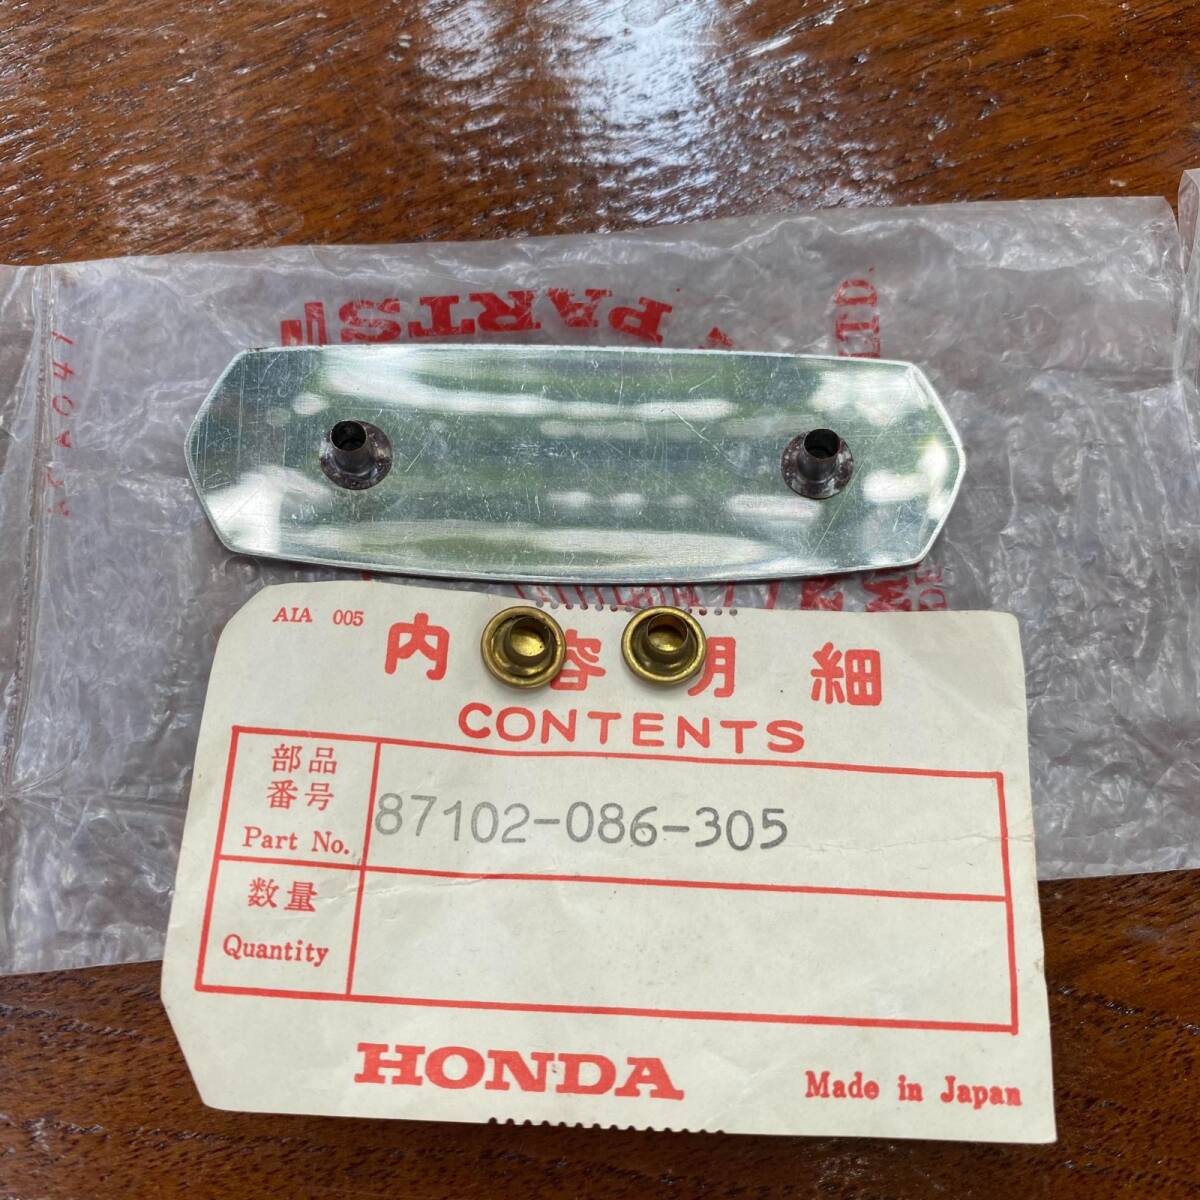 PARTS
AIA 005
内容明細
CONTENTS
部品
番号
Part No.
87102-086-305
数量
Quantity
HONDA
Made in Japan